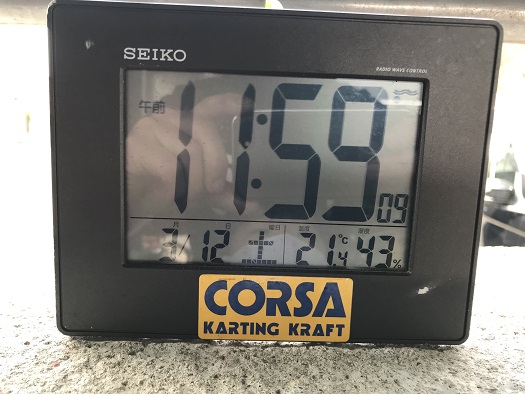 SEIKO
RADIO WAVE CONTROL
午前
11:59
09
月 日 曜日 温度 湿度
3/12 土 21.4 ℃ 43 %
CORSA
KARTING KRAFT